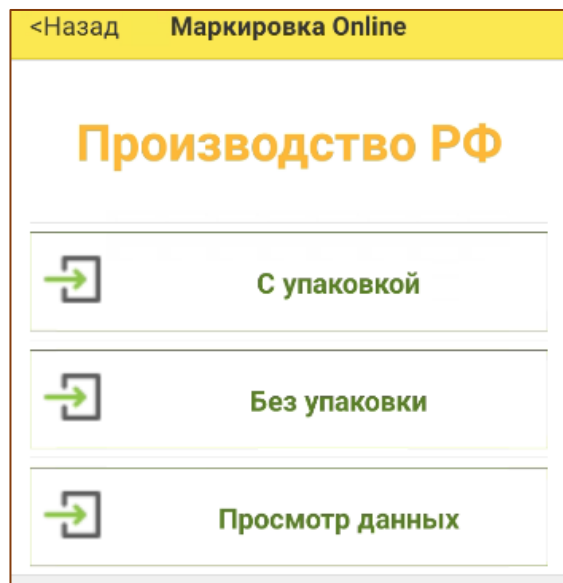 <Назад Маркировка Online
Производство РФ
С упаковкой
Без упаковки
Просмотр данных